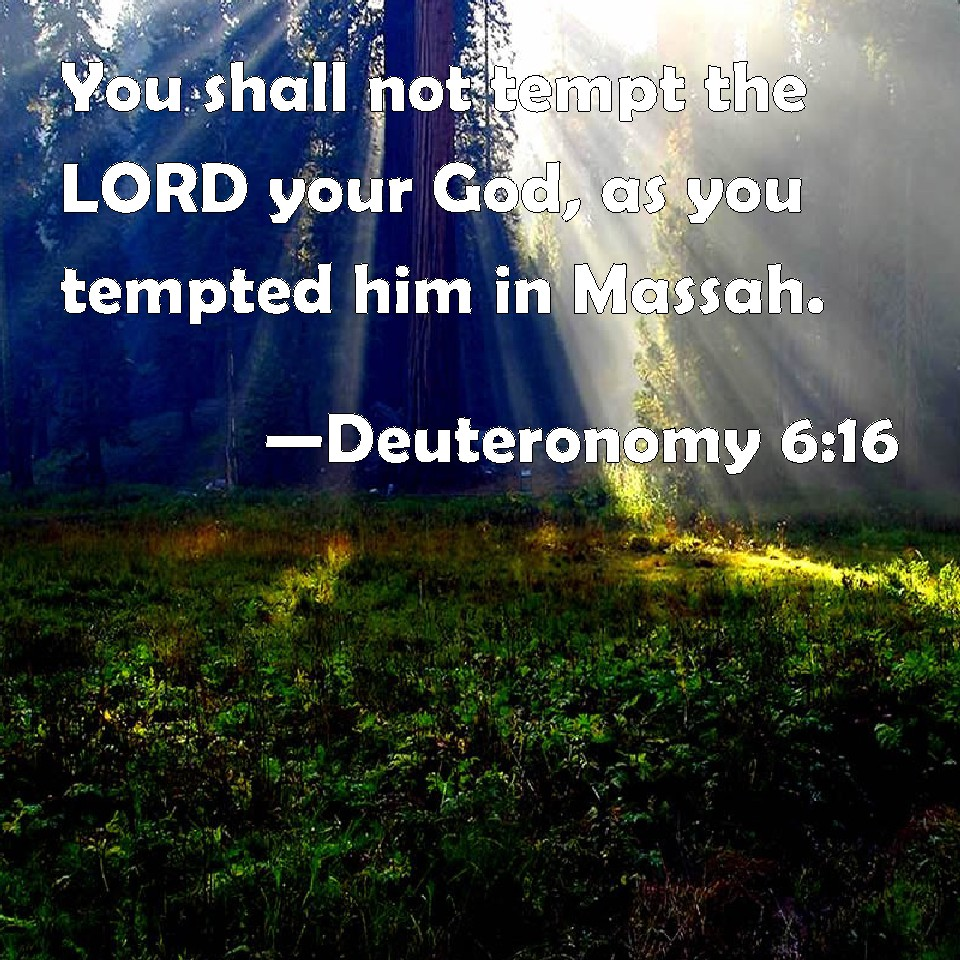 You shall not tempt the
LORD your God, as you
tempted him in Massah.
—Deuteronomy 6:16